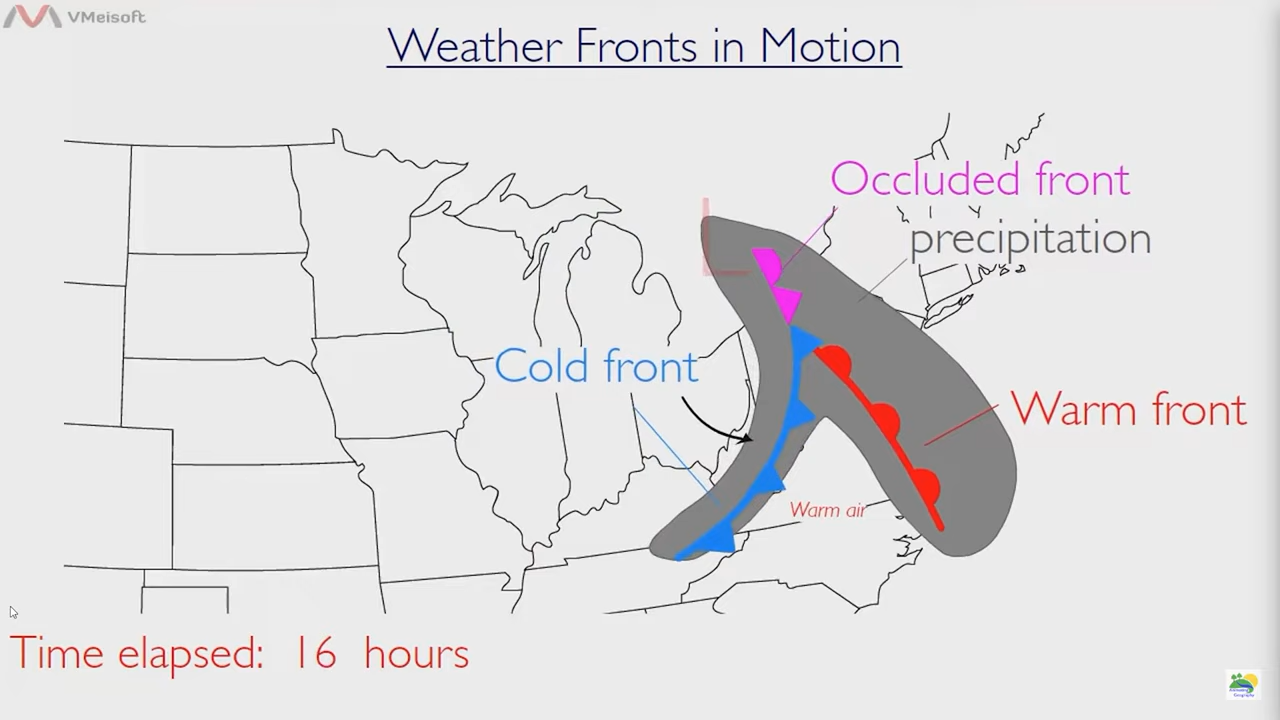 VMeisoft
Weather Fronts in Motion
Occluded front
precipitation
Cold front
Warm front
Warm air
Time elapsed: 16 hours